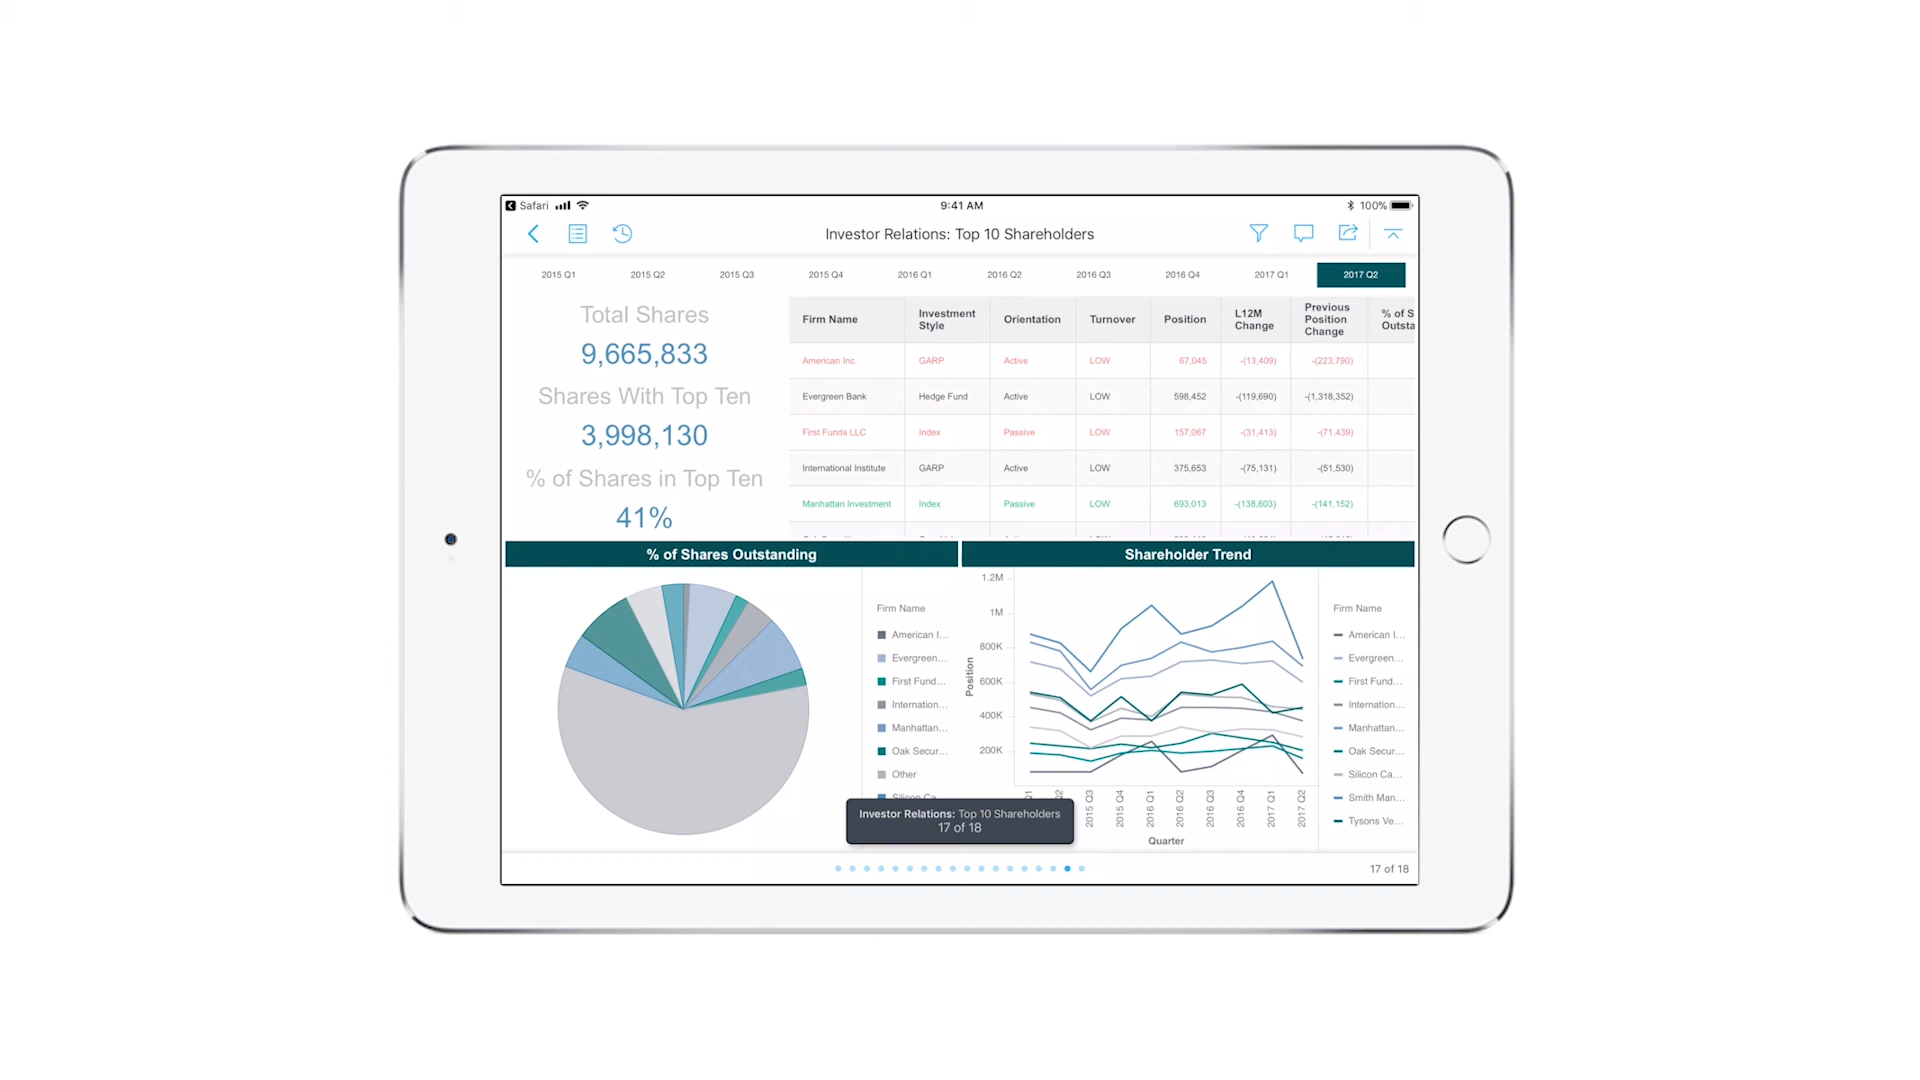 Safari
9:41 AM
100%
Investor Relations: Top 10 Shareholders
2015 Q1 2015 Q2 2015 Q3 2015 Q4 2016 Q1 2016 Q2 2016 Q3 2016 Q4 2017 Q1 2017 Q2
Total Shares
9,665,833
Shares With Top Ten
3,998,130
% of Shares in Top Ten
41%
Firm Name Investment Style Orientation Turnover Position L12M Change Previous Position Change % of S Outsta
American Inc. GARP Active LOW 67,045 -(13,409) -(223,790)
Evergreen Bank Hedge Fund Active LOW 598,452 -(119,690) -(1,318,352)
First Funds LLC Index Passive LOW 157,067 -(31,413) -(71,439)
International Institute GARP Active LOW 375,653 -(75,131) -(51,530)
Manhattan Investment Index Passive LOW 693,013 -(138,603) -(141,152)
% of Shares Outstanding
Firm Name
American I...
Evergreen...
First Fund...
Internation...
Manhattan...
Oak Secur...
Other
Silicon Ca...
Shareholder Trend
1.2M
1M
800K
600K
400K
200K
Position
2015 Q3 2015 Q4 2016 Q1 2016 Q2 2016 Q3 2016 Q4 2017 Q1 2017 Q2
Quarter
Firm Name
American I...
Evergreen...
First Fund...
Internation...
Manhattan...
Oak Secur...
Silicon Ca...
Smith Man...
Tysons Ve...
Investor Relations: Top 10 Shareholders
17 of 18
17 of 18